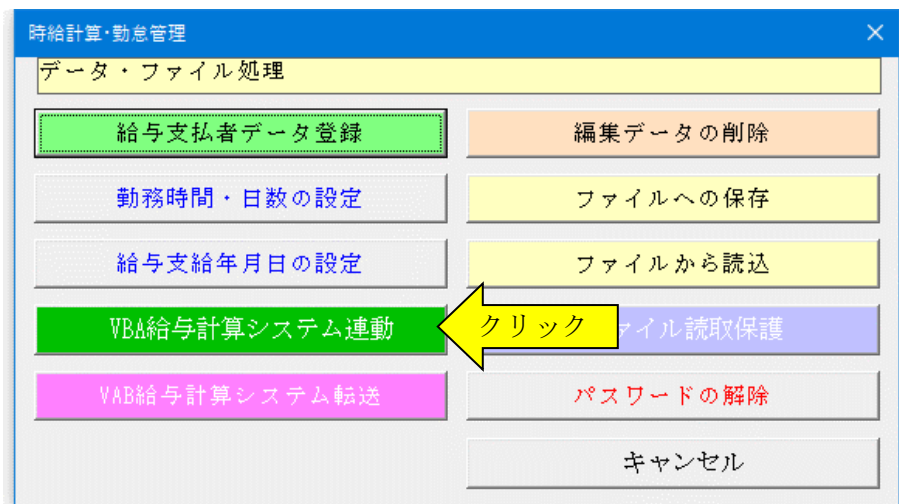 時給計算・勤怠管理
データ・ファイル処理
給与支払者データ登録
編集データの削除
勤務時間・日数の設定
ファイルへの保存
給与支給年月日の設定
ファイルから読込
VBA給与計算システム連動
クリック
ァイル読取保護
VAB給与計算システム転送
パスワードの解除
キャンセル